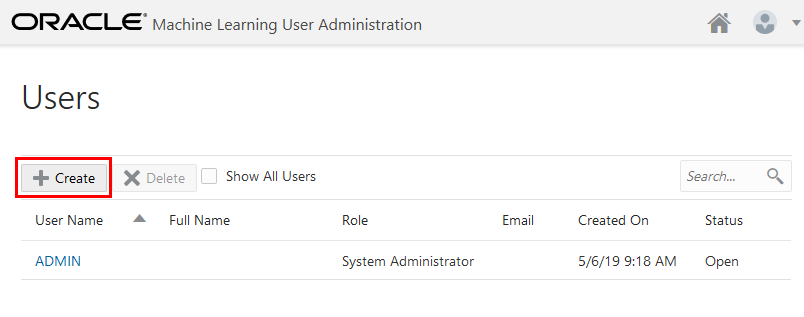 ORACLE® Machine Learning User Administration
Users
Create Delete Show All Users Search...
User Name Full Name Role Email Created On Status
ADMIN System Administrator 5/6/19 9:18 AM Open